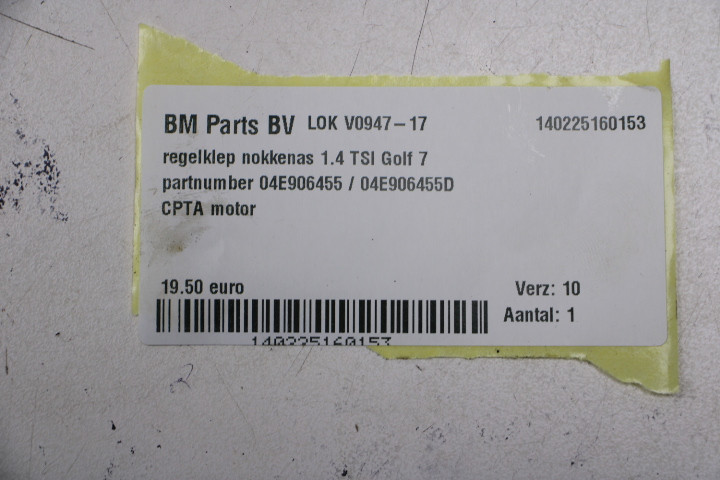 BM Parts BV LOK V0947-17 140225160153
regelklep nokkenas 1.4 TSI Golf 7
partnumber 04E906455 / 04E906455D
CPTA motor
19.50 euro Verz: 10
Aantal: 1
140225160153